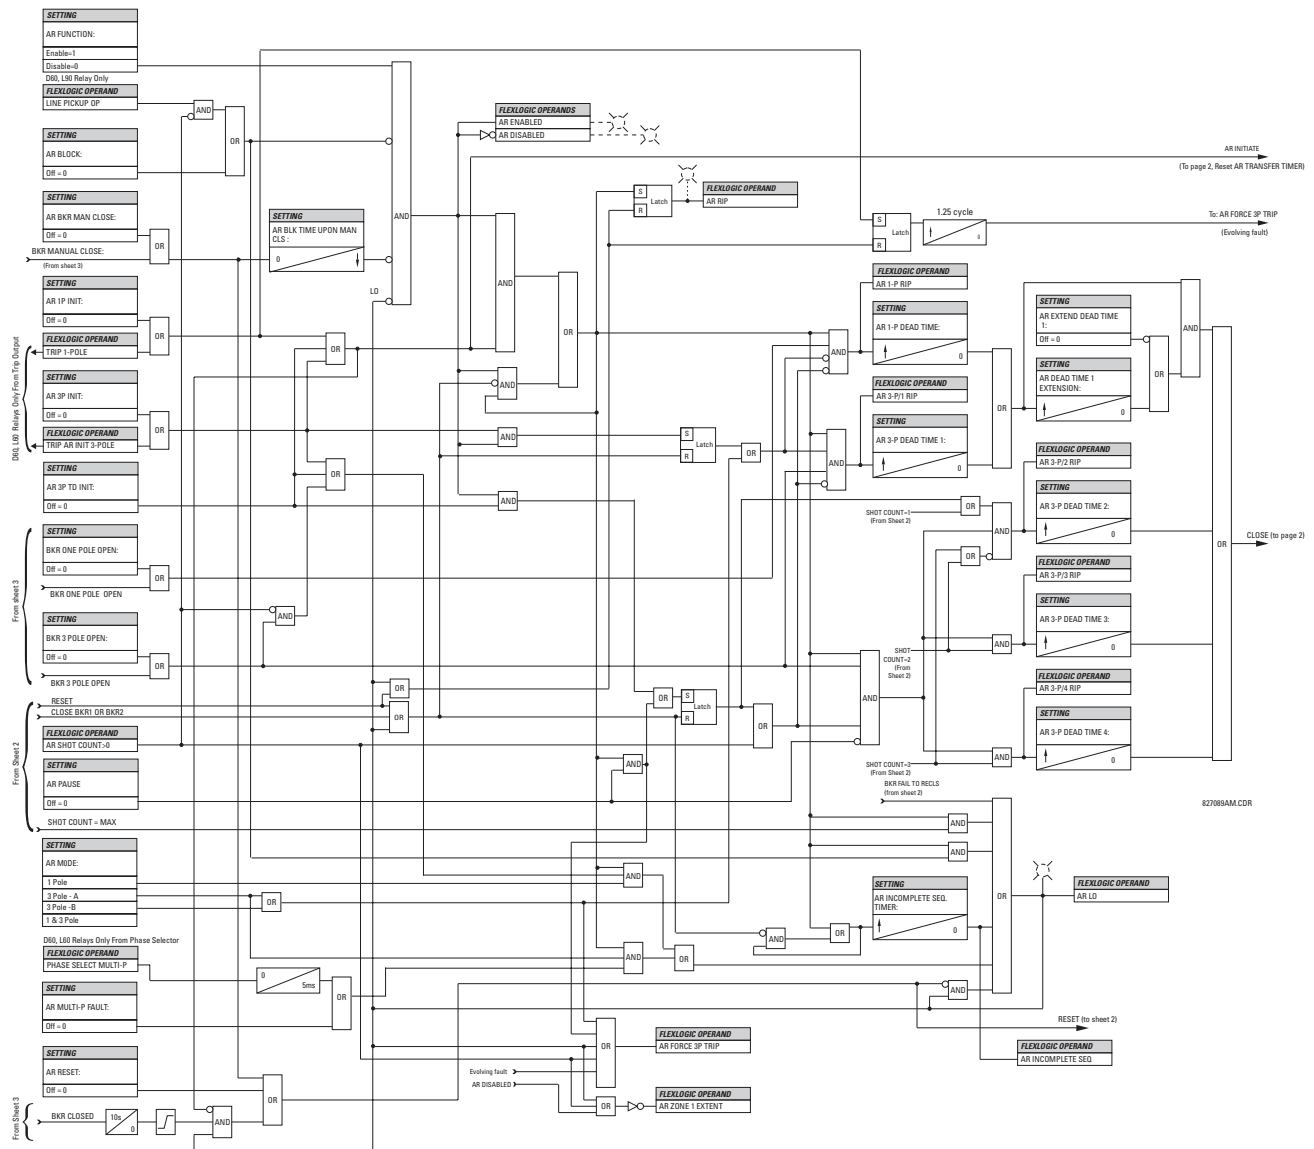 SETTING
AR FUNCTION:
Enable=1
Disable=0
D60, L90 Relay Only
FLEXLOGIC OPERAND
LINE PICKUP OP
AND
OR
SETTING
AR BLOCK:
Off = 0
SETTING
AR BKR MAN CLOSE:
Off = 0
BKR MANUAL CLOSE:
(From sheet 3)
OR
SETTING
AR BLK TIME UPON MAN
CLS :
0
LO
AND
FLEXLOGIC OPERANDS
AR ENABLED
AR DISABLED
AR INITIATE
(To page 2, Reset AR TRANSFER TIMER)
S
R
Latch
FLEXLOGIC OPERAND
AR RIP
S
R
Latch
1.25 cycle
0
To: AR FORCE 3P TRIP
(Evolving fault)
SETTING
AR 1P INIT:
Off = 0
FLEXLOGIC OPERAND
TRIP 1-POLE
OR
D60, L60 Relays Only From Trip Output
SETTING
AR 3P INIT:
Off = 0
FLEXLOGIC OPERAND
TRIP AR INIT 3-POLE
OR
SETTING
AR 3P TD INIT:
Off = 0
OR
OR
AND
AND
OR
AND
AND
S
R
Latch
OR
FLEXLOGIC OPERAND
AR 1-P RIP
SETTING
AR 1-P DEAD TIME:
0
AND
FLEXLOGIC OPERAND
AR 3-P/1 RIP
SETTING
AR 3-P DEAD TIME 1:
0
AND
OR
SETTING
AR EXTEND DEAD TIME
1:
Off = 0
SETTING
AR DEAD TIME 1
EXTENSION:
0
OR
AND
FLEXLOGIC OPERAND
AR 3-P/2 RIP
SETTING
AR 3-P DEAD TIME 2:
0
SHOT COUNT=1
(From Sheet 2)
OR
AND
OR
OR
CLOSE (to page 2)
FLEXLOGIC OPERAND
AR 3-P/3 RIP
SETTING
AR 3-P DEAD TIME 3:
0
SHOT
COUNT=2
(From
Sheet 2)
AND
FLEXLOGIC OPERAND
AR 3-P/4 RIP
SETTING
AR 3-P DEAD TIME 4:
0
SHOT COUNT=3
(From Sheet 2)
AND
From sheet 3
SETTING
BKR ONE POLE OPEN:
Off = 0
BKR ONE POLE OPEN
OR
AND
SETTING
BKR 3 POLE OPEN:
Off = 0
BKR 3 POLE OPEN
OR
From Sheet 2
RESET
CLOSE BKR1 OR BKR2
OR
OR
FLEXLOGIC OPERAND
AR SHOT COUNT>0
SETTING
AR PAUSE
Off = 0
SHOT COUNT = MAX
OR
S
R
Latch
OR
AND
AND
BKR FAIL TO RECLS
(from sheet 2)
827089AM.CDR
SETTING
AR MODE:
1 Pole
3 Pole - A
3 Pole -B
1 & 3 Pole
OR
AND
AND
AND
SETTING
AR INCOMPLETE SEQ.
TIMER:
0
OR
FLEXLOGIC OPERAND
AR LO
D60, L60 Relays Only From Phase Selector
FLEXLOGIC OPERAND
PHASE SELECT MULTI-P
0
5ms
OR
SETTING
AR MULTI-P FAULT:
Off = 0
AND
OR
AND
OR
AND
RESET (to sheet 2)
OR
FLEXLOGIC OPERAND
AR FORCE 3P TRIP
FLEXLOGIC OPERAND
AR INCOMPLETE SEQ
Evolving fault
AR DISABLED
OR
FLEXLOGIC OPERAND
AR ZONE 1 EXTENT
SETTING
AR RESET:
Off = 0
From Sheet 3
BKR CLOSED
10s
0
AND
OR